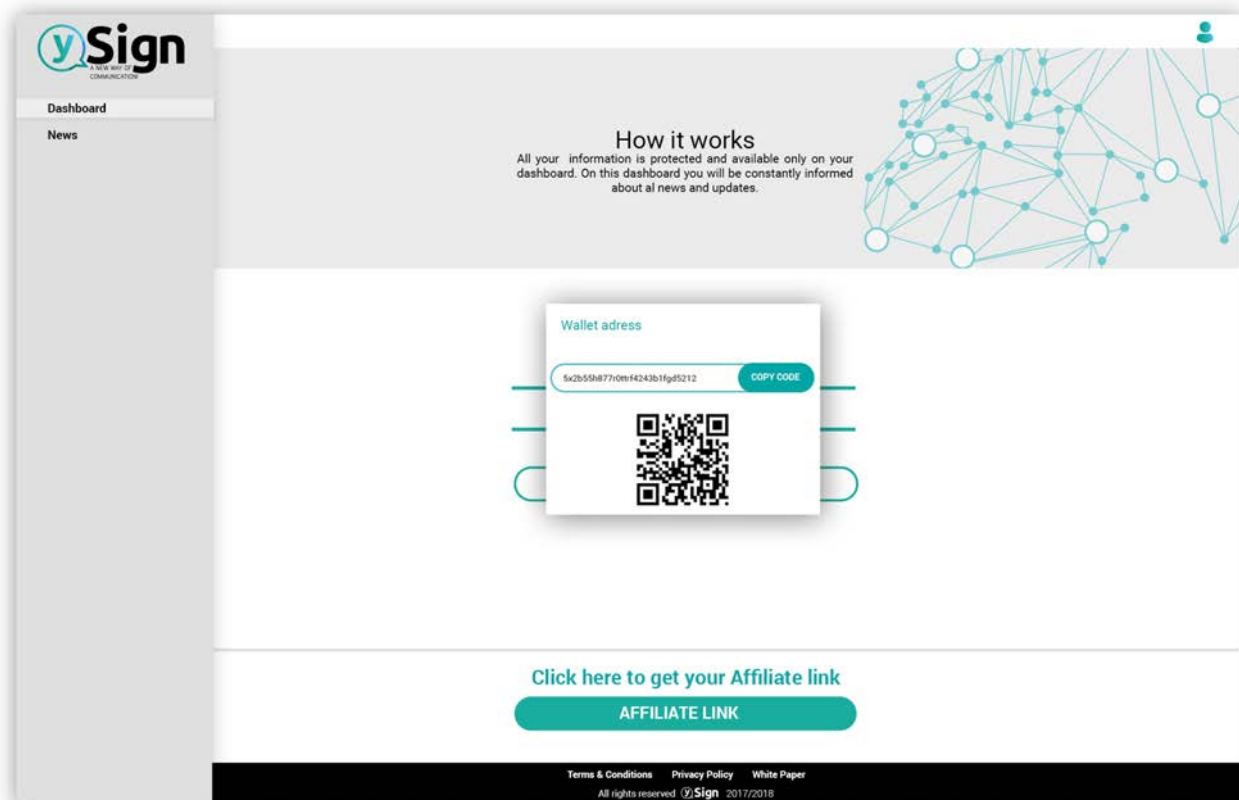 ySign
A NEW WAY OF
COMMUNICATION
Dashboard
News
How it works
All your information is protected and available only on your
dashboard. On this dashboard you will be constantly informed
about al news and updates.
Wallet adress
COPY CODE
Click here to get your Affiliate link
AFFILIATE LINK
Terms & Conditions Privacy Policy White Paper
All rights reserved ySign 2017/2018